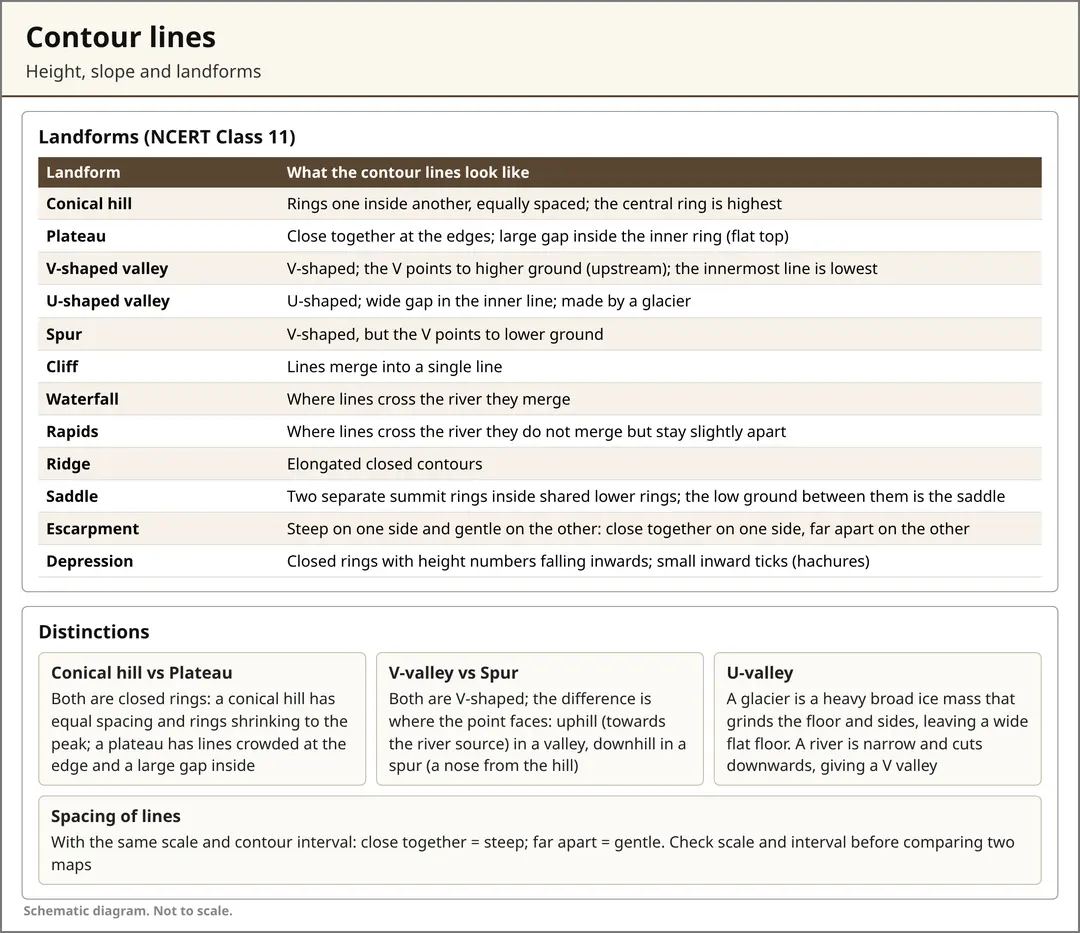 Contour lines
Height, slope and landforms
Landforms (NCERT Class 11)
Landform What the contour lines look like
Conical hill Rings one inside another, equally spaced; the central ring is highest
Plateau Close together at the edges; large gap inside the inner ring (flat top)
V-shaped valley V-shaped; the V points to higher ground (upstream); the innermost line is lowest
U-shaped valley U-shaped; wide gap in the inner line; made by a glacier
Spur V-shaped, but the V points to lower ground
Cliff Lines merge into a single line
Waterfall Where lines cross the river they merge
Rapids Where lines cross the river they do not merge but stay slightly apart
Ridge Elongated closed contours
Saddle Two separate summit rings inside shared lower rings; the low ground between them is the saddle
Escarpment Steep on one side and gentle on the other: close together on one side, far apart on the other
Depression Closed rings with height numbers falling inwards; small inward ticks (hachures)
Distinctions
Conical hill vs Plateau
Both are closed rings: a conical hill has
equal spacing and rings shrinking to the
peak; a plateau has lines crowded at the
edge and a large gap inside
V-valley vs Spur
Both are V-shaped; the difference is
where the point faces: uphill (towards
the river source) in a valley, downhill in a
spur (a nose from the hill)
U-valley
A glacier is a heavy broad ice mass that
grinds the floor and sides, leaving a wide
flat floor. A river is narrow and cuts
downwards, giving a V valley
Spacing of lines
With the same scale and contour interval: close together = steep; far apart = gentle. Check scale and interval before comparing two
maps
Schematic diagram. Not to scale.